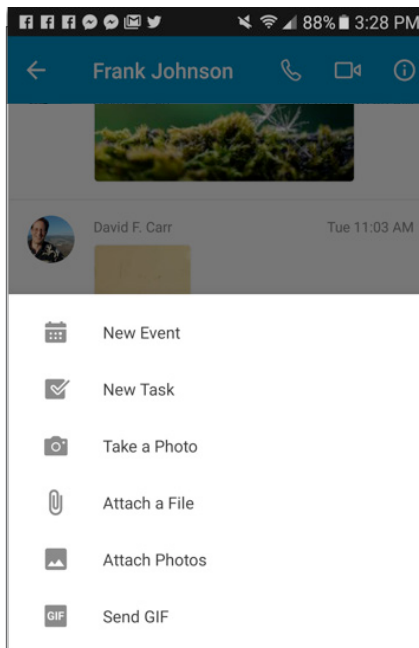 88% 3:28 PM
Frank Johnson
David F. Carr Tue 11:03 AM
New Event
New Task
Take a Photo
Attach a File
Attach Photos
GIF Send GIF